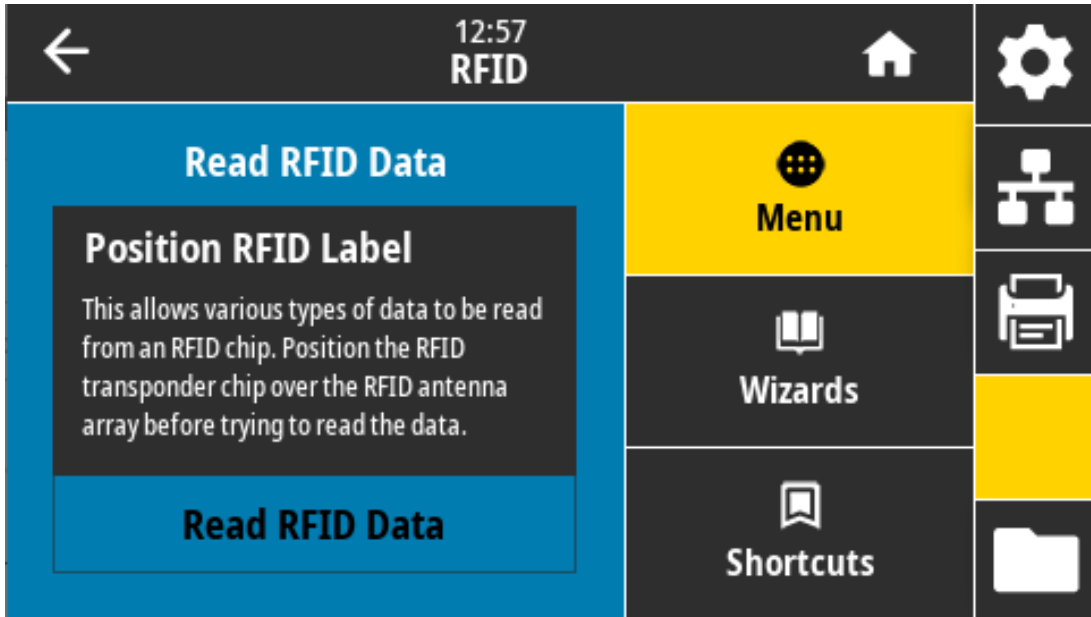 12:57
RFID
Read RFID Data
Position RFID Label
This allows various types of data to be read
from an RFID chip. Position the RFID
transponder chip over the RFID antenna
array before trying to read the data.
Read RFID Data
Menu
Wizards
Shortcuts